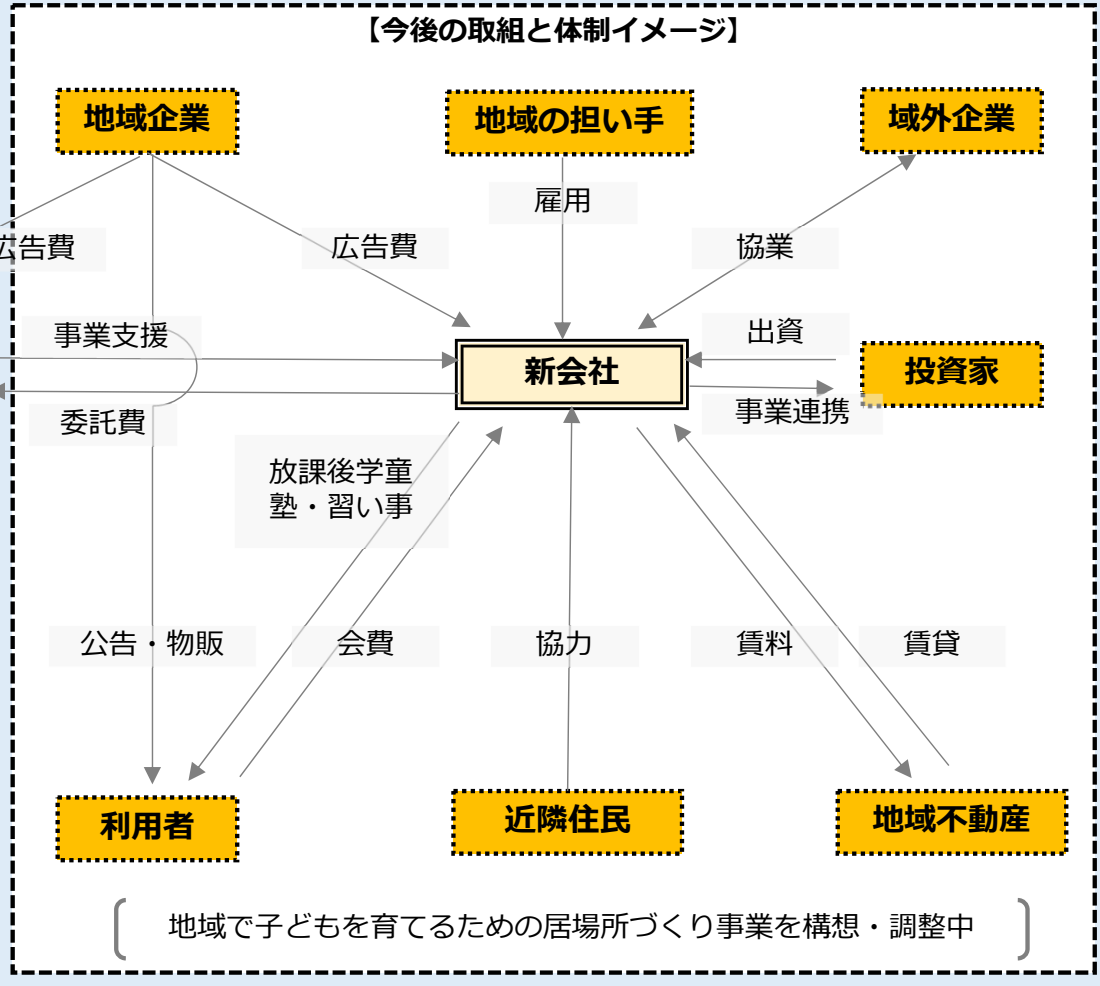 【今後の取組と体制イメージ】
地域企業
地域の担い手
域外企業
雇用
広告費
広告費
協業
事業支援
出資
新会社
投資家
委託費
事業連携
放課後学童
塾・習い事
公告・物販
会費
協力
賃料
賃貸
利用者
近隣住民
地域不動産
地域で子どもを育てるための居場所づくり事業を構想・調整中